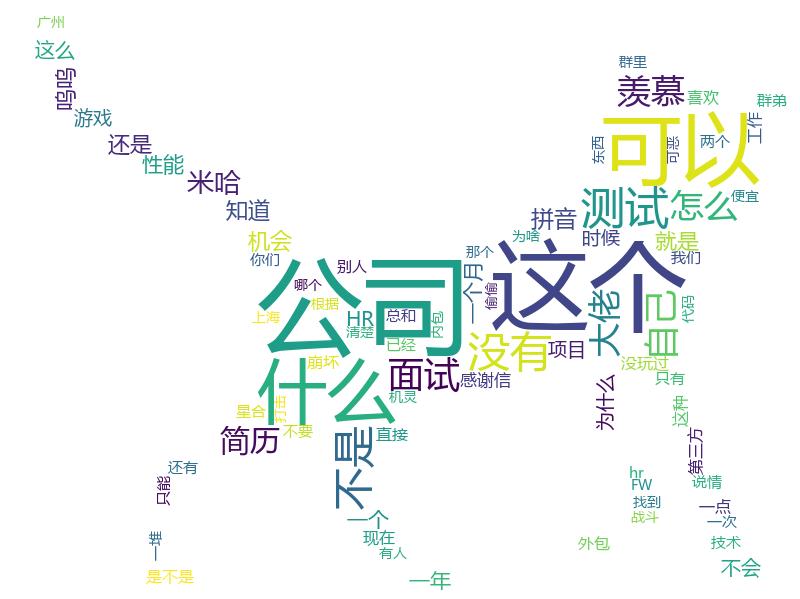 广州
这么
呜呜
游戏
还是
性能
米哈
知道
机会
你们
群里
羡慕
喜欢
群弟
可以
东西
可恶
两个
工作
测试
怎么
便宜
拼音
时候
就是
为啥
那个
我们
公司
别人
哪个
根据
上海
HR
总和
清楚
内包
已经
一个月
偷偷
这个
大佬
自己
代码
没有
项目
没玩过
只有
崩坏
什么
面试
感谢信
机灵
星合
打击
不要
为什么
这种
简历
不是
直接
第三方
还有
只能
hr
FW
说情
找到
一点
战斗
一次
一个
现在
有人
一堆
外包
技术
是不是
一年
不会